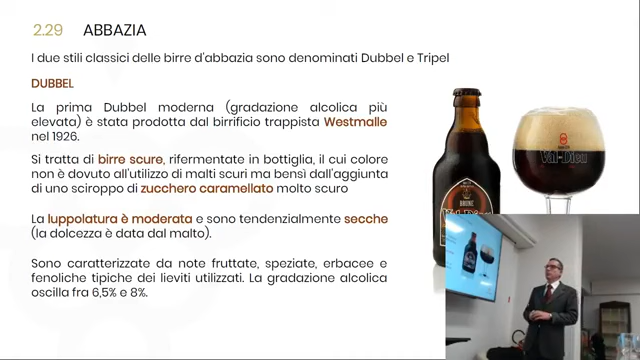 2.29 ABBAZIA
I due stili classici delle birre d'abbazia sono denominati Dubbel e Tripel
DUBBEL
La prima Dubbel moderna (gradazione alcolica più
elevata) è stata prodotta dal birrificio trappista Westmalle
nel 1926.
Si tratta di birre scure, rifermentate in bottiglia, il cui colore
non è dovuto all'utilizzo di malti scuri ma bensì dall'aggiunta
di uno sciroppo di zucchero caramellato molto scuro
La luppolatura è moderata e sono tendenzialmente secche
(la dolcezza è data dal malto).
Sono caratterizzate da note fruttate, speziate, erbacee e
fenoliche tipiche dei lieviti utilizzati. La gradazione alcolica
oscilla fra 6,5% e 8%.
Val-Dieu
BRUNE